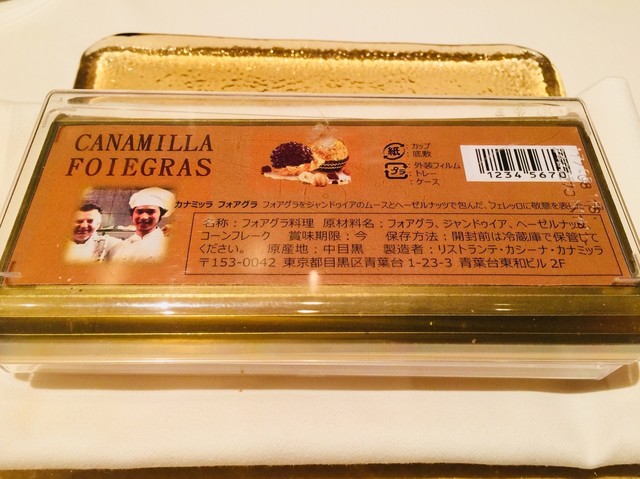 CANAMILLA
FOIEGRAS
紙
:カップ
:底敷
プラ
:外装フィルム
:トレー
:ケース
1234 5670
カナミッラ フォアグラ フォアグラをジャンドゥイアのムースとヘーゼルナッツで包んだ、フェレッロに敬意を表し
名称:フォアグラ料理 原材料名:フォアグラ、ジャンドゥイア、ヘーゼルナッツ、
コーンフレーク 賞味期限:今 保存方法:開封前は冷蔵庫で保管して
ください。 原産地:中目黒 製造者:リストランテ・カシーナ・カナミッラ
〒153-0042 東京都目黒区青葉台 1-23-3 青葉台東和ビル 2F